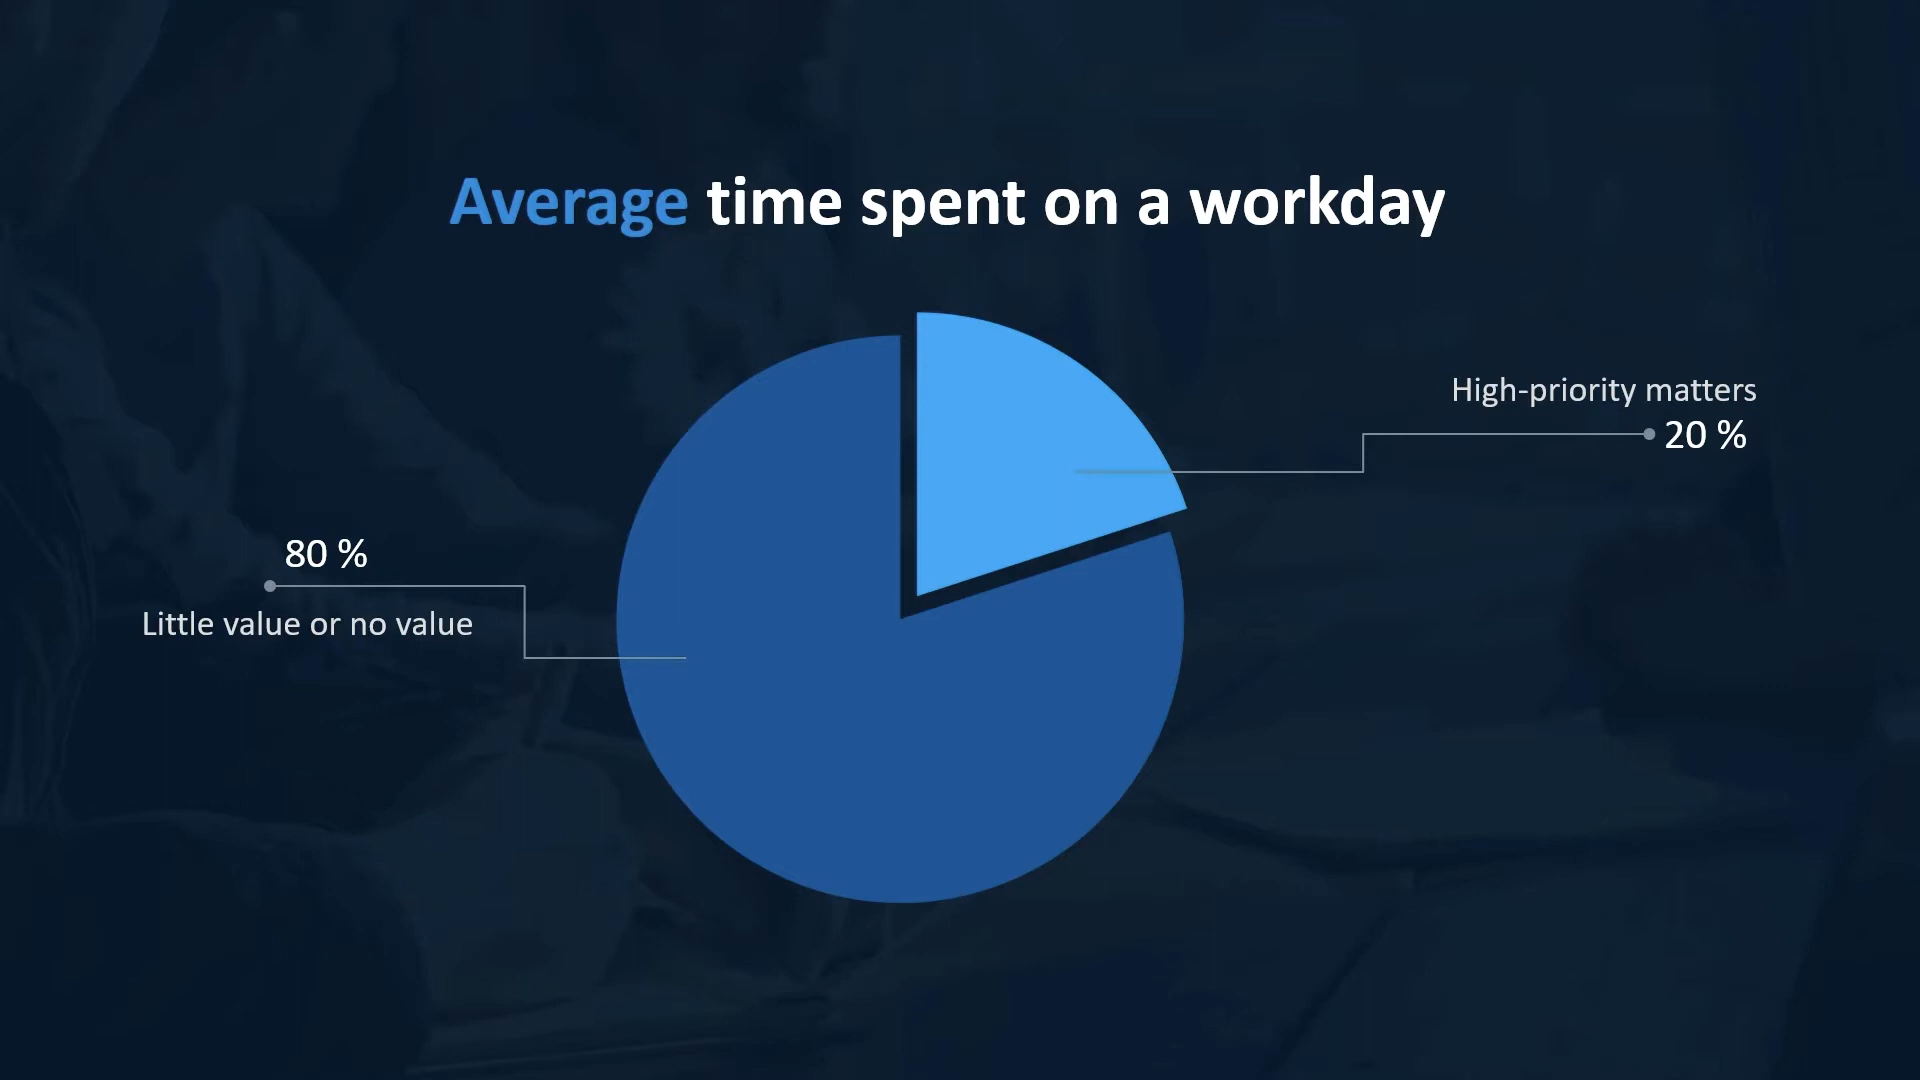 Average time spent on a workday
High-priority matters
20 %
80 %
Little value or no value